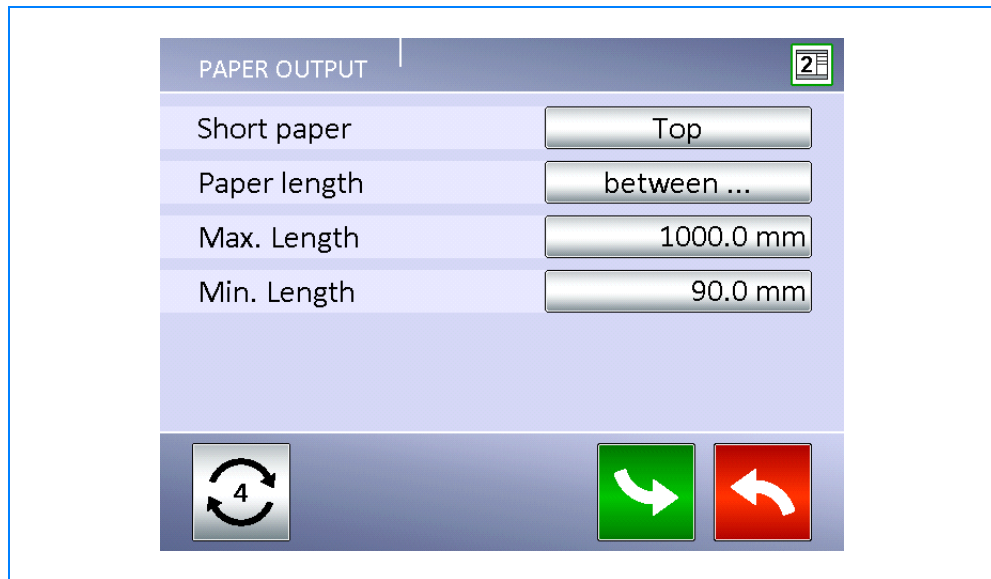 PAPER OUTPUT
2
Short paper Top
Paper length between ...
Max. Length 1000.0 mm
Min. Length 90.0 mm
4